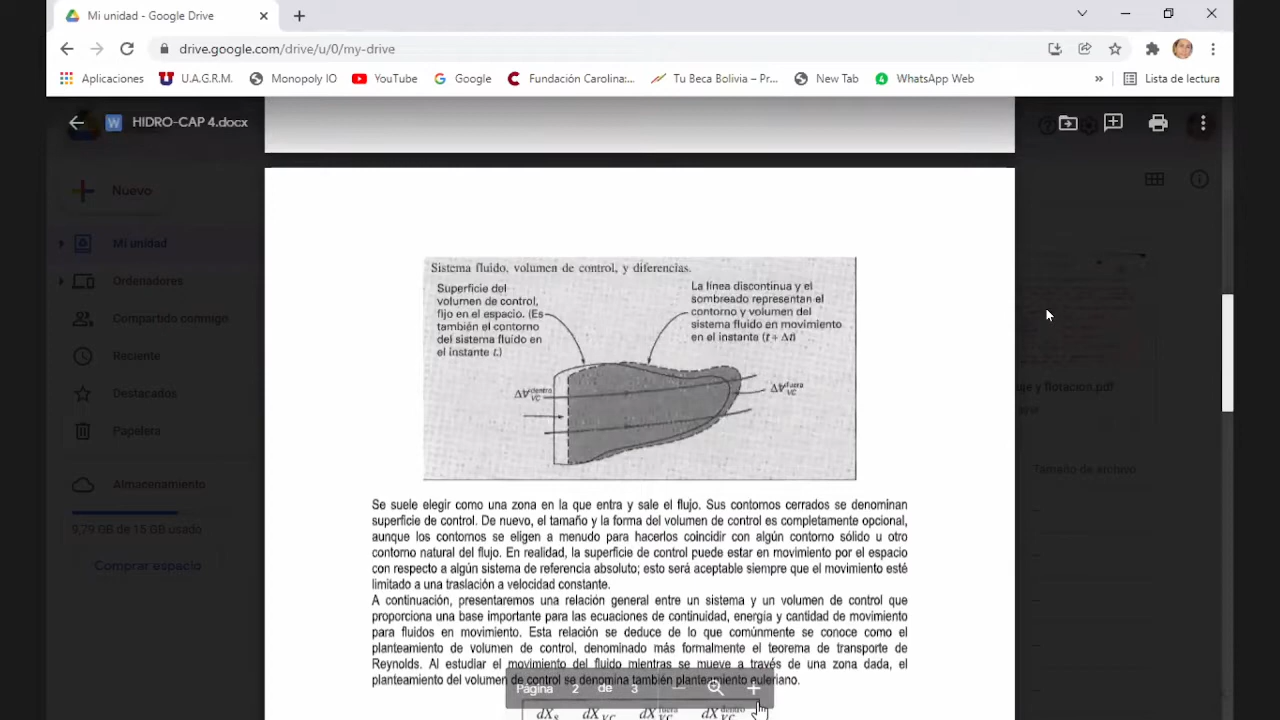 Mi unidad - Google Drive
drive.google.com/drive/u/0/my-drive
Aplicaciones U.A.G.R.M. Monopoly IO YouTube Google Fundación Carolina:... Tu Beca Bolivia – Pr... New Tab WhatsApp Web » Lista de lectura
HIDRO-CAP 4.docx
Nuevo
Mi unidad
Ordenadores
Compartido conmigo
Reciente
Destacados
Papelera
Almacenamiento
9,79 GB de 15 GB usado
Comprar espacio
Sistema fluido, volumen de control, y diferencias.
Superficie del
volumen de control,
fijo en el espacio. (Es
también el contorno
del sistema fluido en
el instante t.)
La línea discontinua y el
sombreado representan el
contorno y volumen del
sistema fluido en movimiento
en el instante (t + Δt)
Se suele elegir como una zona en la que entra y sale el flujo. Sus contornos cerrados se denominan
superficie de control. De nuevo, el tamaño y la forma del volumen de control es completamente opcional,
aunque los contornos se eligen a menudo para hacerlos coincidir con algún contorno sólido u otro
contorno natural del flujo. En realidad, la superficie de control puede estar en movimiento por el espacio
con respecto a algún sistema de referencia absoluto; esto será aceptable siempre que el movimiento esté
limitado a una traslación a velocidad constante.
A continuación, presentaremos una relación general entre un sistema y un volumen de control que
proporciona una base importante para las ecuaciones de continuidad, energía y cantidad de movimiento
para fluidos en movimiento. Esta relación se deduce de lo que comúnmente se conoce como el
planteamiento de volumen de control, denominado más formalmente el teorema de transporte de
Reynolds. Al estudiar el movimiento del fluido mientras se mueve a través de una zona dada, el
planteamiento del volumen de control se denomina también planteamiento euleriano.
Página 2 de 3
ge y flotacion.pdf
Tamaño de archivo